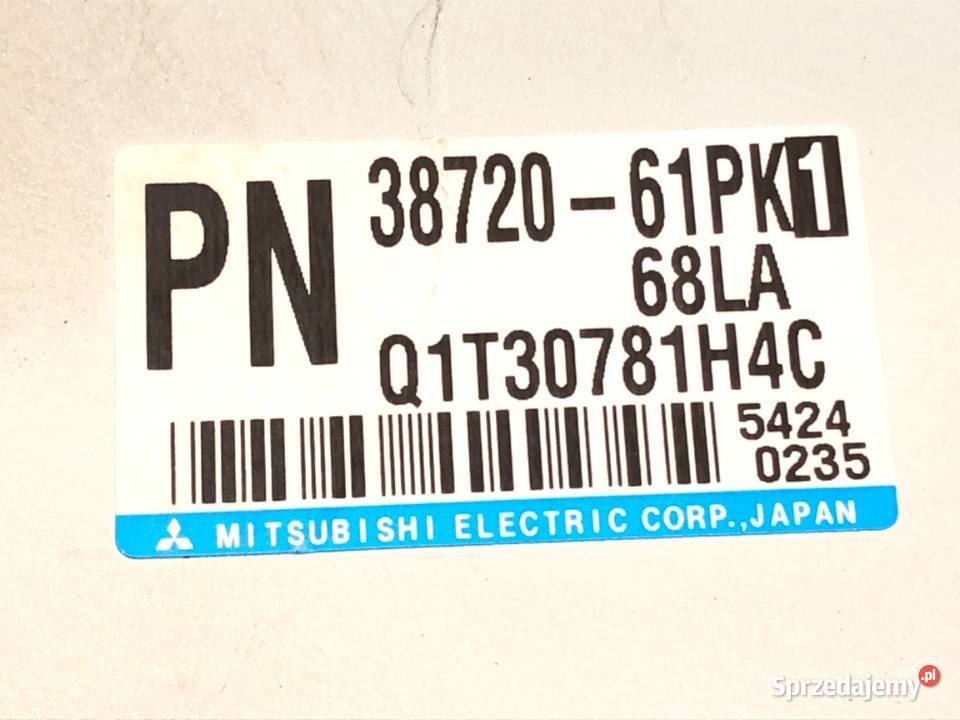 PN 38720-61PK1
68LA
Q1T30781H4C
5424
0235
MITSUBISHI ELECTRIC CORP.,JAPAN
Sprzedajemy.pl